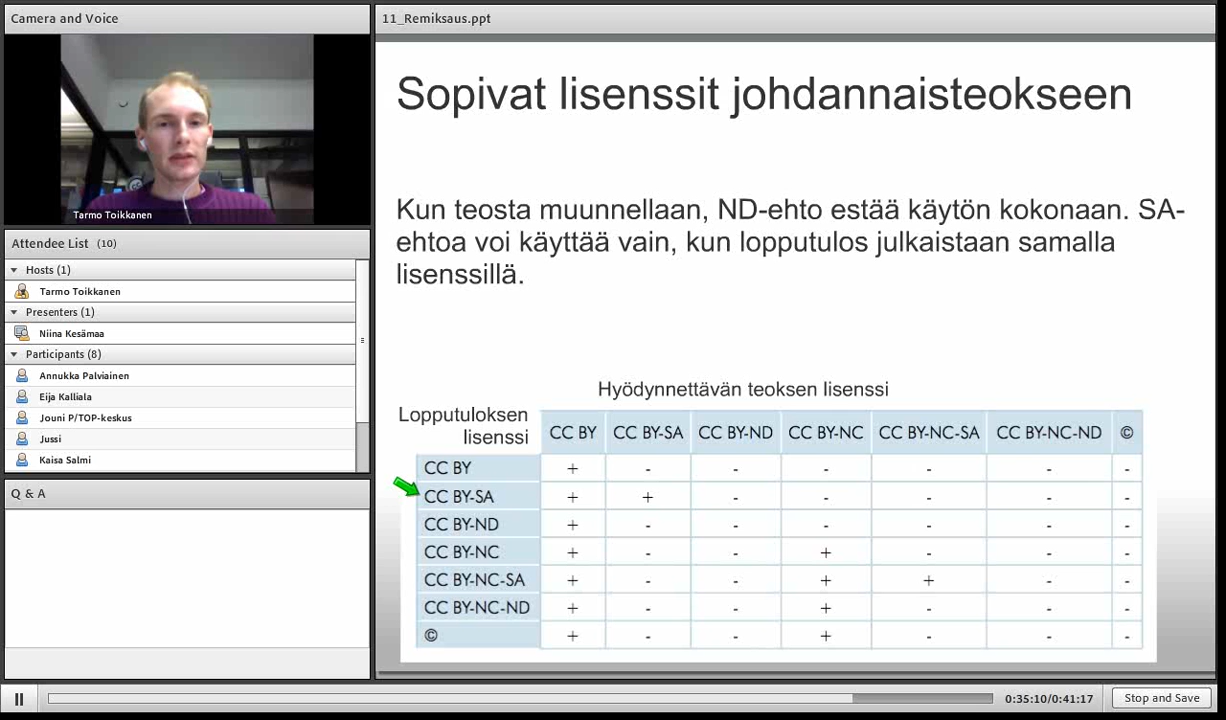 Camera and Voice
Tarmo Toikkanen
Attendee List (10)
Hosts (1)
Tarmo Toikkanen
Presenters (1)
Niina Kesämaa
Participants (8)
Annukka Palviainen
Eija Kalliala
Jouni P/TOP-keskus
Jussi
Kaisa Salmi
Q & A
11_Remiksaus.ppt
Sopivat lisenssit johdannaisteokseen
Kun teosta muunnellaan, ND-ehto estää käytön kokonaan. SA-
ehtoa voi käyttää vain, kun lopputulos julkaistaan samalla
lisenssillä.
Hyödynnettävän teoksen lisenssi
Lopputuloksen
lisenssi
CC BY CC BY-SA CC BY-ND CC BY-NC CC BY-NC-SA CC BY-NC-ND ©
CC BY + - - - - - -
CC BY-SA + + - - - - -
CC BY-ND + - - - - - -
CC BY-NC + - - + - - -
CC BY-NC-SA + - - + + - -
CC BY-NC-ND + - - + - - -
© + - - + - - -
0:35:10/0:41:17
Stop and Save